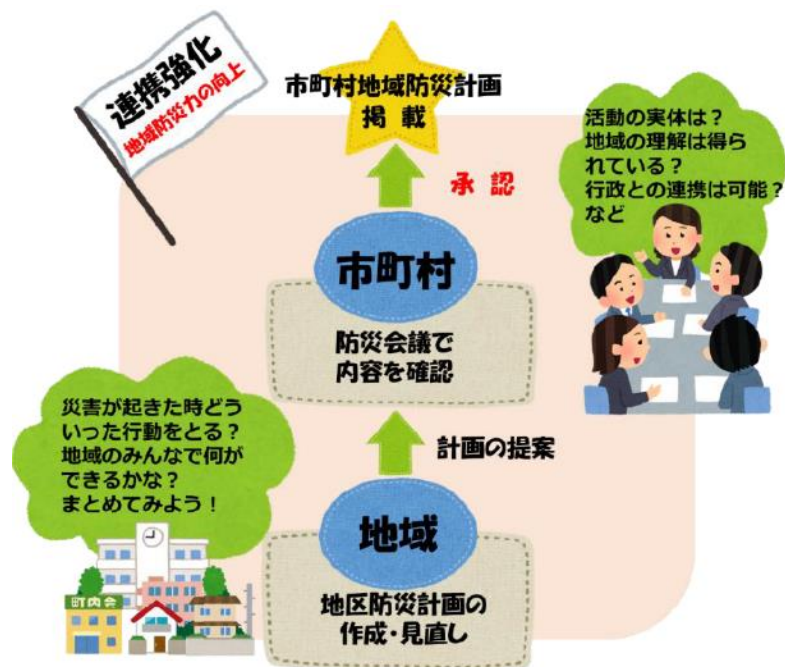 連携強化
地域防災力の向上
市町村地域防災計画
掲 載
活動の実体は？
地域の理解は得ら
れている？
行政との連携は可能？
など
承 認
市町村
防災会議で
内容を確認
災害が起きた時どう
いった行動をとる？
地域のみんなで何が
できるかな？
まとめてみよう！
計画の提案
地域
地区防災計画の
作成・見直し
町内会